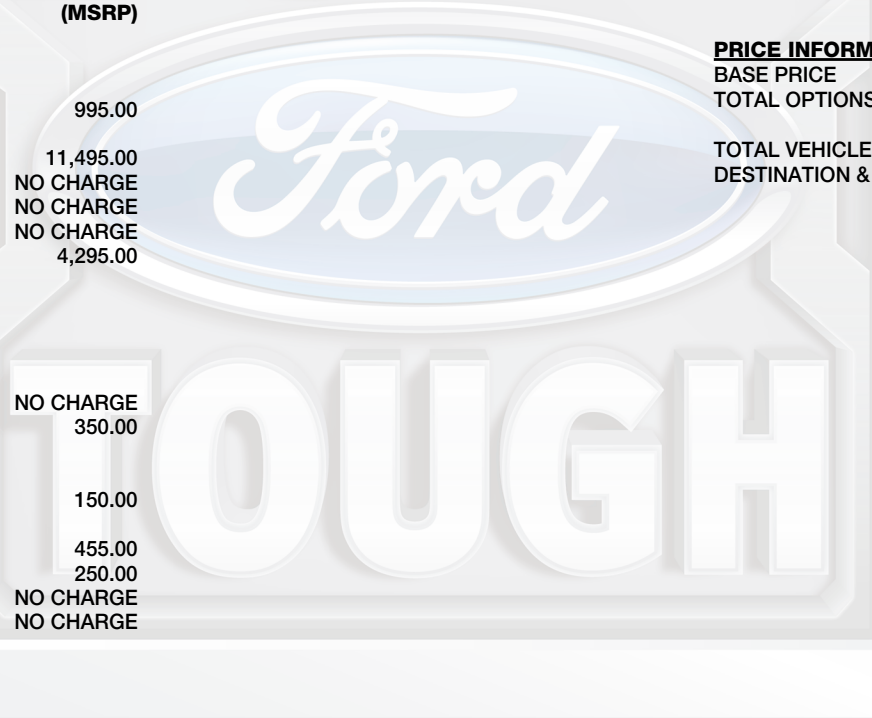 (MSRP)
995.00
11,495.00
NO CHARGE
NO CHARGE
NO CHARGE
4,295.00
NO CHARGE
350.00
150.00
455.00
250.00
NO CHARGE
NO CHARGE
PRICE INFORM
BASE PRICE
TOTAL OPTIONS
TOTAL VEHICLE
DESTINATION &
Ford
TOUGH